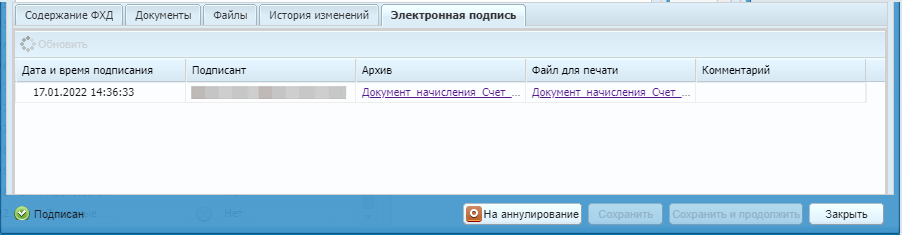 Содержание ФХД Документы Файлы История изменений Электронная подпись
Обновить
Дата и время подписания Подписант Архив Файл для печати Комментарий
17.01.2022 14:36:33 Документ_начисления_Счет_... Документ_начисления_Счет_...
Подписан Нет На аннулирование Сохранить Сохранить и продолжить Закрыть